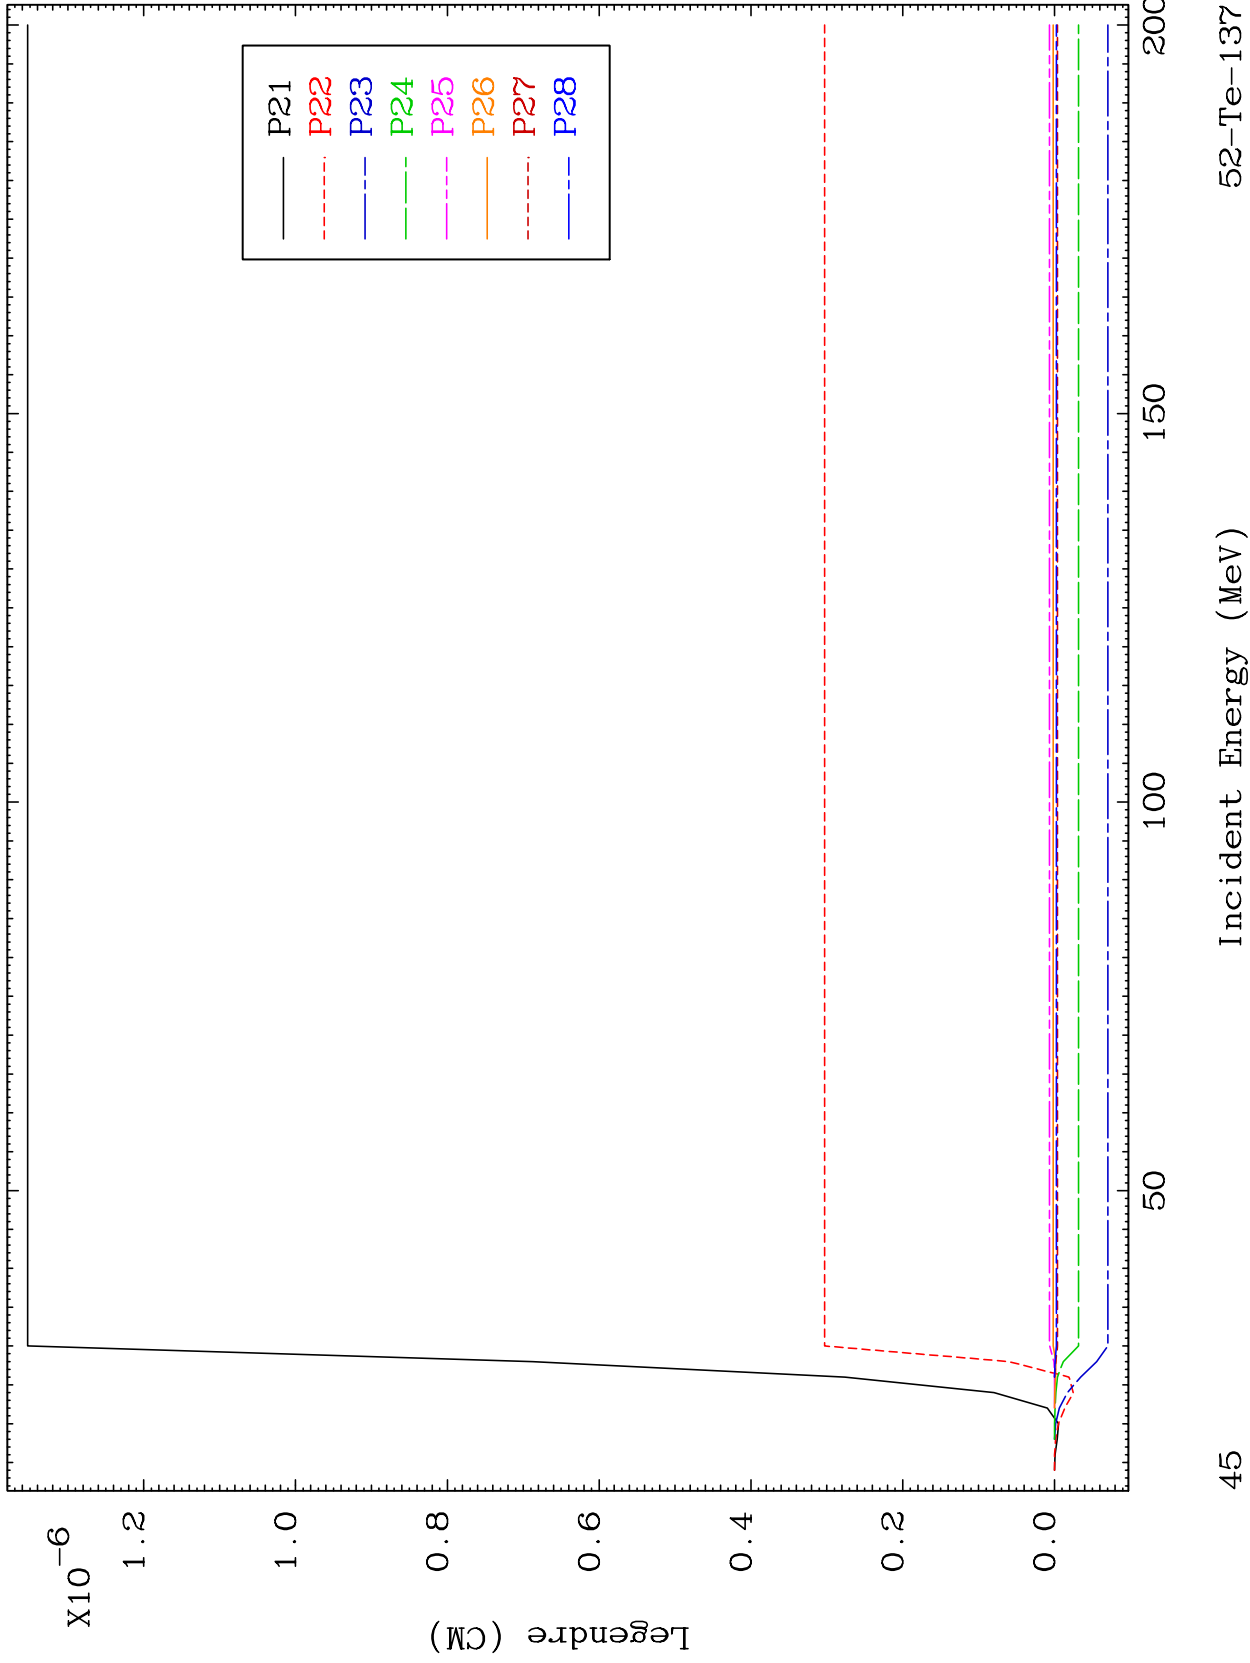 X10-6
1.2
1.0
0.8
0.6
0.4
0.2
0.0
Legendre (CM)
P21
P22
P23
P24
P25
P26
P27
P28
50
100
150
200
Incident Energy (MeV)
45
52-Te-137